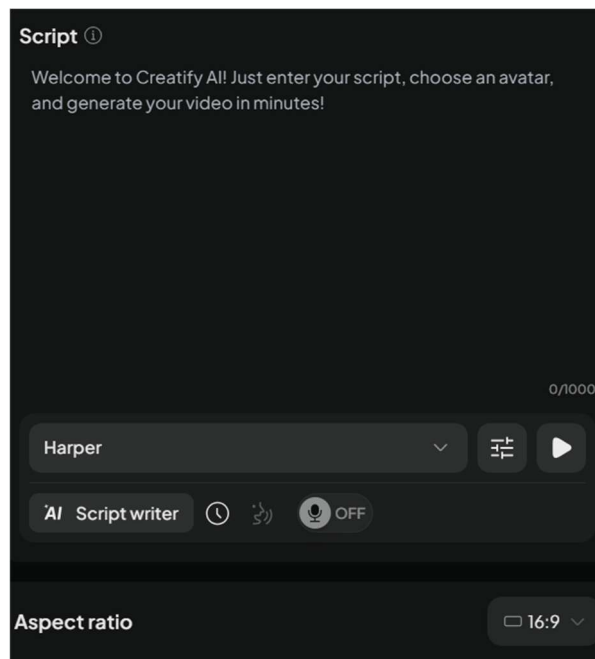 Script
Welcome to Creatify AI! Just enter your script, choose an avatar,
and generate your video in minutes!
0/1000
Harper
AI Script writer
OFF
Aspect ratio
16:9